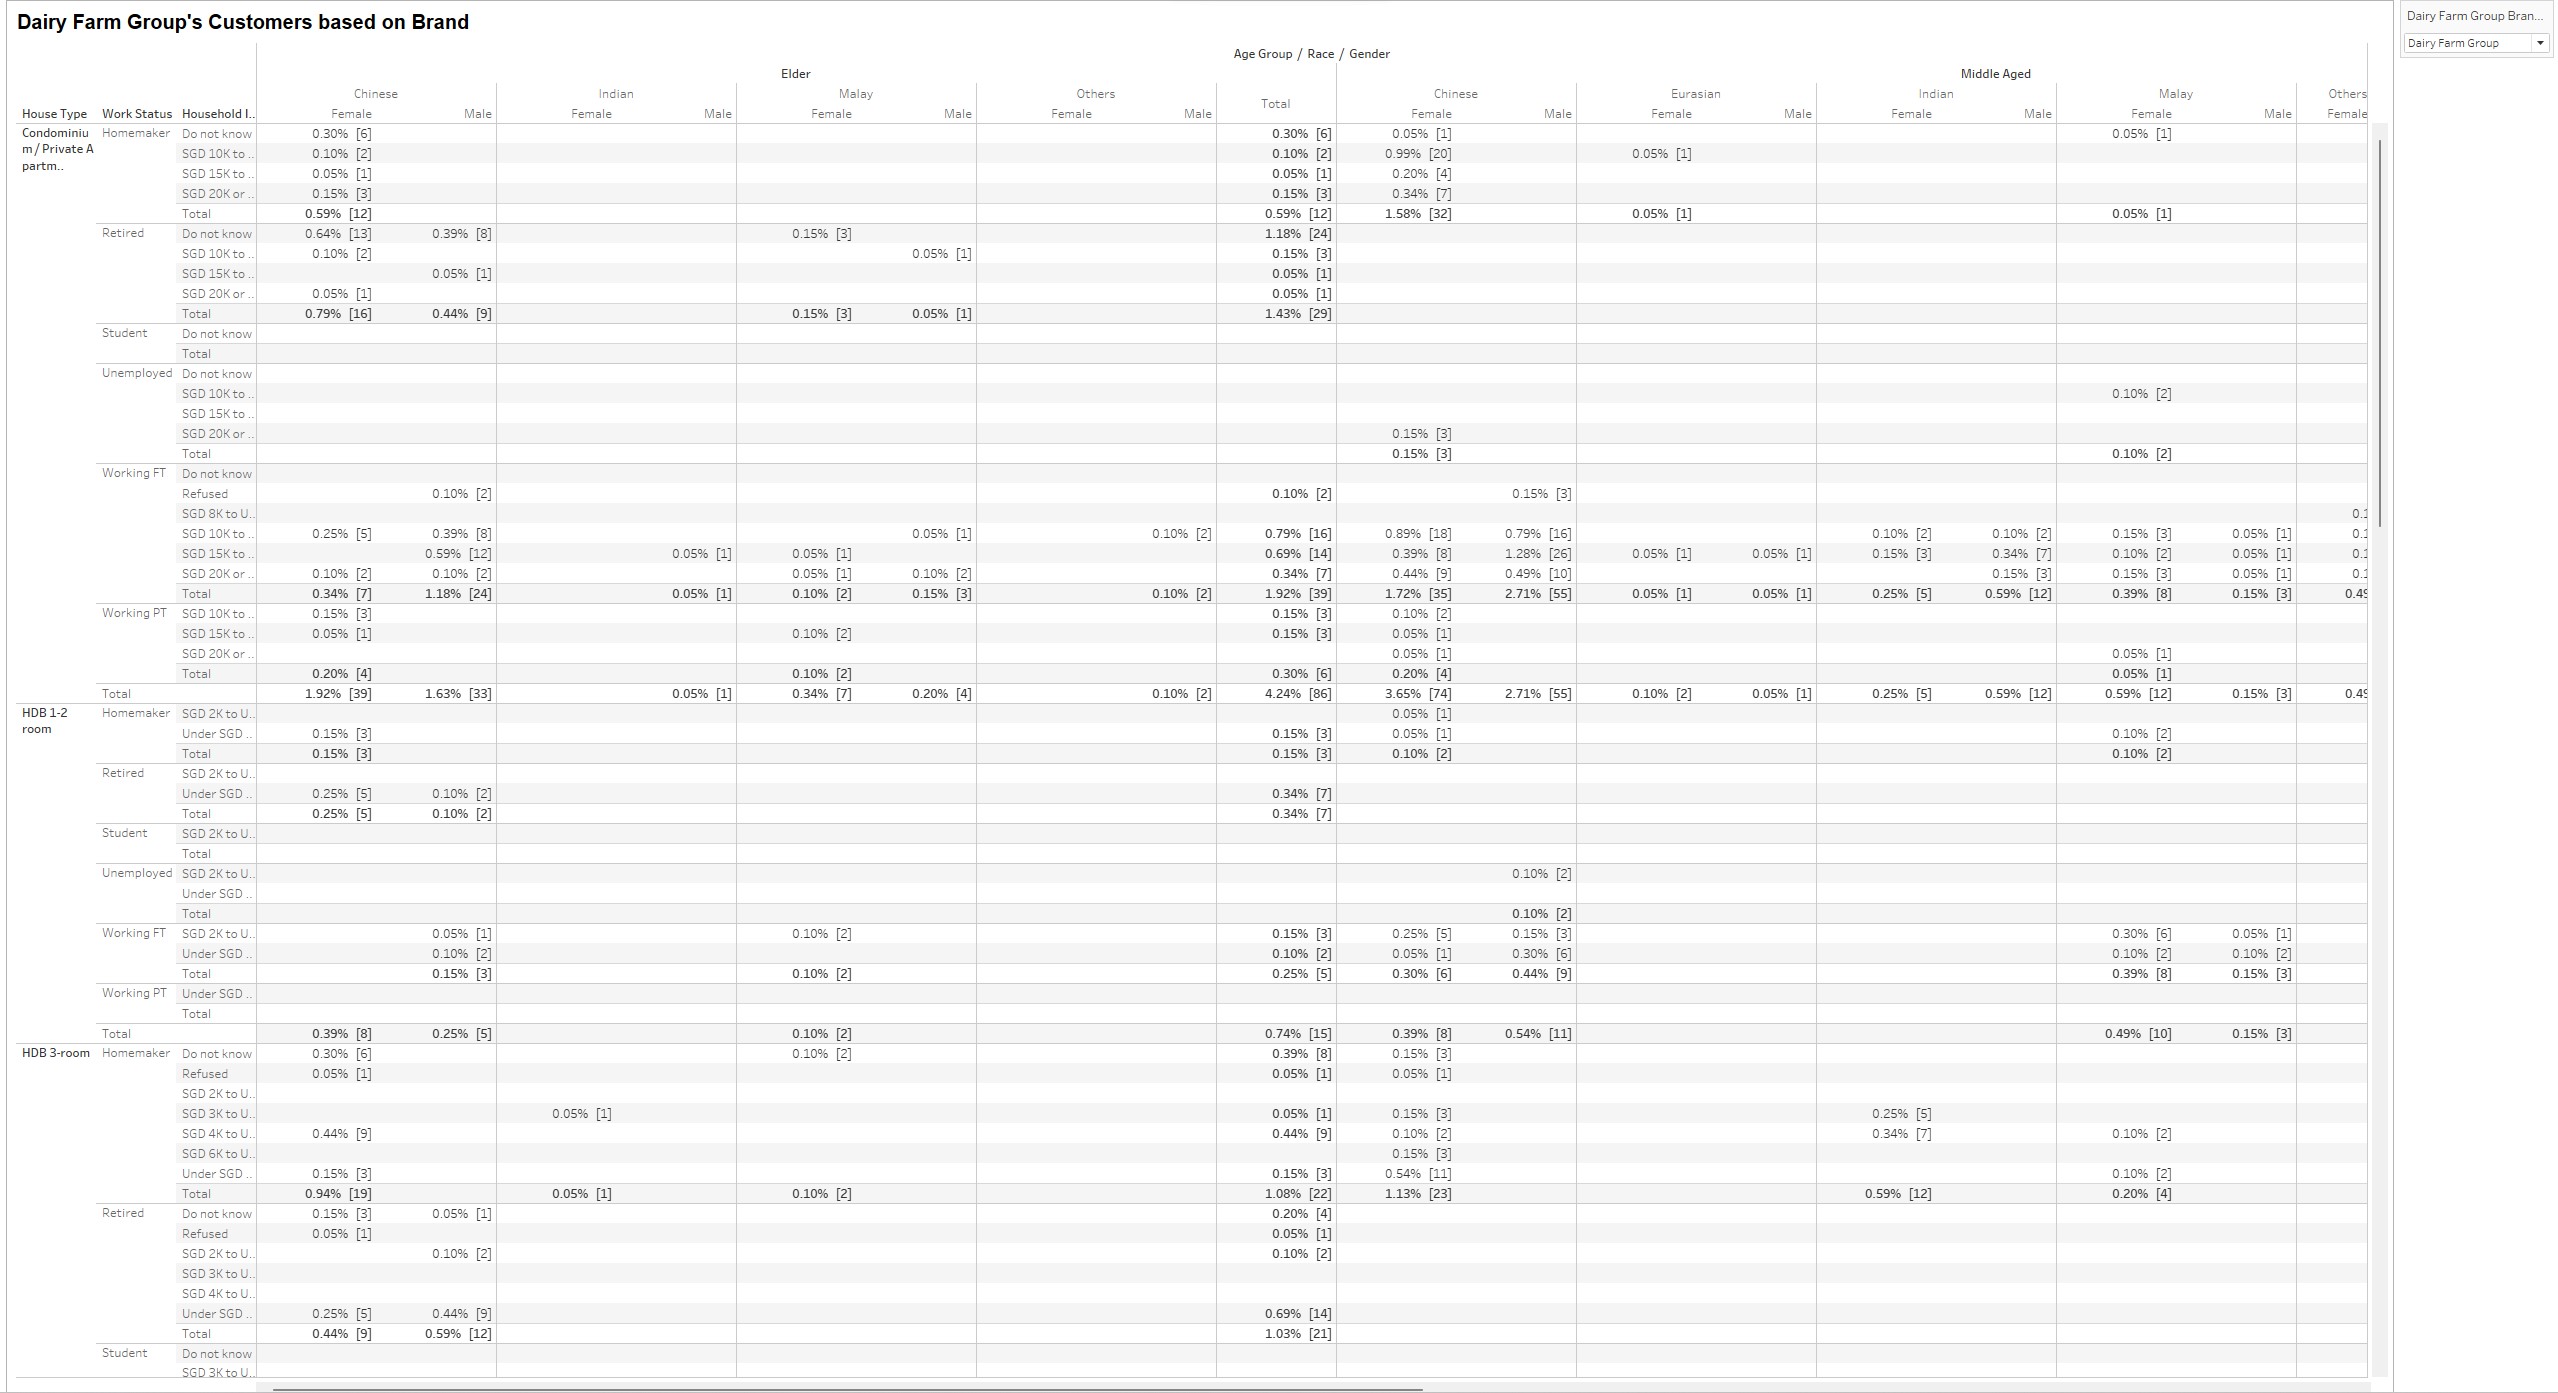 Dairy Farm Group's Customers based on Brand
Dairy Farm Group Bran...
Dairy Farm Group
Age Group / Race / Gender
Elder Middle Aged
Chinese Indian Malay Others Total Chinese Eurasian Indian Malay Others
House Type Work Status Household I.. Female Male Female Male Female Male Female Male Female Male Female Male Female Male Female Male Female
Condominiu Homemaker Do not know 0.30% [6] 0.30% [6] 0.05% [1] 0.05% [1]
m / Private A
SGD 10K to .. 0.10% [2] 0.10% [2] 0.99% [20] 0.05% [1]
partm..
SGD 15K to .. 0.05% [1] 0.05% [1] 0.20% [4]
SGD 20K or .. 0.15% [3] 0.15% [3] 0.34% [7]
Total 0.59% [12] 0.59% [12] 1.58% [32] 0.05% [1] 0.05% [1]
Retired Do not know 0.64% [13] 0.39% [8] 0.15% [3] 1.18% [24]
SGD 10K to .. 0.10% [2] 0.05% [1] 0.15% [3]
SGD 15K to .. 0.05% [1] 0.05% [1]
SGD 20K or .. 0.05% [1] 0.05% [1]
Total 0.79% [16] 0.44% [9] 0.15% [3] 0.05% [1] 1.43% [29]
Student Do not know
Total
Unemployed Do not know
SGD 10K to .. 0.10% [2]
SGD 15K to ..
SGD 20K or .. 0.15% [3]
Total 0.15% [3] 0.10% [2]
Working FT Do not know
Refused 0.10% [2] 0.10% [2] 0.15% [3]
SGD 8K to U.. 0.1
SGD 10K to .. 0.25% [5] 0.39% [8] 0.05% [1] 0.10% [2] 0.79% [16] 0.89% [18] 0.79% [16] 0.10% [2] 0.10% [2] 0.15% [3] 0.05% [1] 0.1
SGD 15K to .. 0.59% [12] 0.05% [1] 0.05% [1] 0.69% [14] 0.39% [8] 1.28% [26] 0.05% [1] 0.05% [1] 0.15% [3] 0.34% [7] 0.10% [2] 0.05% [1] 0.1
SGD 20K or .. 0.10% [2] 0.10% [2] 0.05% [1] 0.10% [2] 0.34% [7] 0.44% [9] 0.49% [10] 0.15% [3] 0.15% [3] 0.05% [1] 0.1
Total 0.34% [7] 1.18% [24] 0.05% [1] 0.10% [2] 0.15% [3] 0.10% [2] 1.92% [39] 1.72% [35] 2.71% [55] 0.05% [1] 0.05% [1] 0.25% [5] 0.59% [12] 0.39% [8] 0.15% [3] 0.49
Working PT SGD 10K to .. 0.15% [3] 0.15% [3] 0.10% [2]
SGD 15K to .. 0.05% [1] 0.10% [2] 0.15% [3] 0.05% [1]
SGD 20K or .. 0.05% [1] 0.05% [1]
Total 0.20% [4] 0.10% [2] 0.30% [6] 0.20% [4] 0.05% [1]
Total 1.92% [39] 1.63% [33] 0.05% [1] 0.34% [7] 0.20% [4] 0.10% [2] 4.24% [86] 3.65% [74] 2.71% [55] 0.10% [2] 0.05% [1] 0.25% [5] 0.59% [12] 0.59% [12] 0.15% [3] 0.49
HDB 1-2 Homemaker SGD 2K to U.. 0.05% [1]
room
Under SGD .. 0.15% [3] 0.15% [3] 0.05% [1] 0.10% [2]
Total 0.15% [3] 0.15% [3] 0.10% [2] 0.10% [2]
Retired SGD 2K to U..
Under SGD .. 0.25% [5] 0.10% [2] 0.34% [7]
Total 0.25% [5] 0.10% [2] 0.34% [7]
Student SGD 2K to U..
Total
Unemployed SGD 2K to U.. 0.10% [2]
Under SGD ..
Total 0.10% [2]
Working FT SGD 2K to U.. 0.05% [1] 0.10% [2] 0.15% [3] 0.25% [5] 0.15% [3] 0.30% [6] 0.05% [1]
Under SGD .. 0.10% [2] 0.10% [2] 0.05% [1] 0.30% [6] 0.10% [2] 0.10% [2]
Total 0.15% [3] 0.10% [2] 0.25% [5] 0.30% [6] 0.44% [9] 0.39% [8] 0.15% [3]
Working PT Under SGD ..
Total
Total 0.39% [8] 0.25% [5] 0.10% [2] 0.74% [15] 0.39% [8] 0.54% [11] 0.49% [10] 0.15% [3]
HDB 3-room Homemaker Do not know 0.30% [6] 0.10% [2] 0.39% [8] 0.15% [3]
Refused 0.05% [1] 0.05% [1] 0.05% [1]
SGD 2K to U..
SGD 3K to U.. 0.05% [1] 0.05% [1] 0.15% [3] 0.25% [5]
SGD 4K to U.. 0.44% [9] 0.44% [9] 0.10% [2] 0.34% [7] 0.10% [2]
SGD 6K to U.. 0.15% [3]
Under SGD .. 0.15% [3] 0.15% [3] 0.54% [11] 0.10% [2]
Total 0.94% [19] 0.05% [1] 0.10% [2] 1.08% [22] 1.13% [23] 0.59% [12] 0.20% [4]
Retired Do not know 0.15% [3] 0.05% [1] 0.20% [4]
Refused 0.05% [1] 0.05% [1]
SGD 2K to U.. 0.10% [2] 0.10% [2]
SGD 3K to U..
SGD 4K to U..
Under SGD .. 0.25% [5] 0.44% [9] 0.69% [14]
Total 0.44% [9] 0.59% [12] 1.03% [21]
Student Do not know
SGD 3K to U..